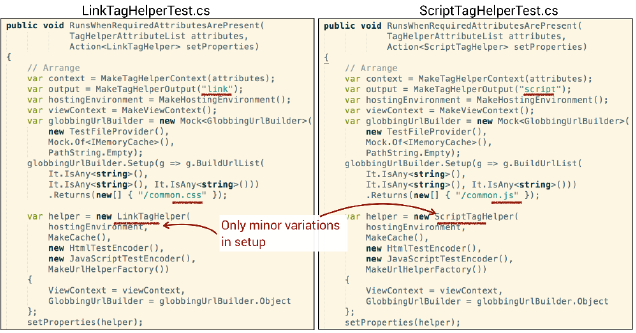 LinkTagHelperTest.cs
public void RunsWhenRequiredAttributesArePresent(
TagHelperAttributeList attributes,
Action<LinkTagHelper> setProperties)
{
// Arrange
var context = MakeTagHelperContext(attributes);
var output = MakeTagHelperOutput("link");
var hostingEnvironment = MakeHostingEnvironment();
var viewContext = MakeViewContext();
var globbingUrlBuilder = new Mock<GlobbingUrlBuilder>(
new TestFileProvider(),
Mock.Of<IMemoryCache>(),
PathString.Empty);
globbingUrlBuilder.Setup(g => g.BuildUrlList(
It.IsAny<string>(),
It.IsAny<string>(), It.IsAny<string>()))
.Returns(new[] { "/common.css" });
var helper = new LinkTagHelper(
hostingEnvironment,
MakeCache(),
new HtmlTestEncoder(),
new JavaScriptTestEncoder(),
MakeUrlHelperFactory())
{
ViewContext = viewContext,
GlobbingUrlBuilder = globbingUrlBuilder.Object
};
setProperties(helper);
Only minor variations
in setup
ScriptTagHelperTest.cs
public void RunsWhenRequiredAttributesArePresent(
TagHelperAttributeList attributes,
Action<ScriptTagHelper> setProperties)
{
// Arrange
var context = MakeTagHelperContext(attributes);
var output = MakeTagHelperOutput("script");
var hostingEnvironment = MakeHostingEnvironment();
var viewContext = MakeViewContext();
var globbingUrlBuilder = new Mock<GlobbingUrlBuilder>(
new TestFileProvider(),
Mock.Of<IMemoryCache>(),
PathString.Empty);
globbingUrlBuilder.Setup(g => g.BuildUrlList(
It.IsAny<string>(),
It.IsAny<string>(), It.IsAny<string>()))
.Returns(new[] { "/common.js" });
var helper = new ScriptTagHelper(
hostingEnvironment,
MakeCache(),
new HtmlTestEncoder(),
new JavaScriptTestEncoder(),
MakeUrlHelperFactory())
{
ViewContext = viewContext,
GlobbingUrlBuilder = globbingUrlBuilder.Object
};
setProperties(helper);